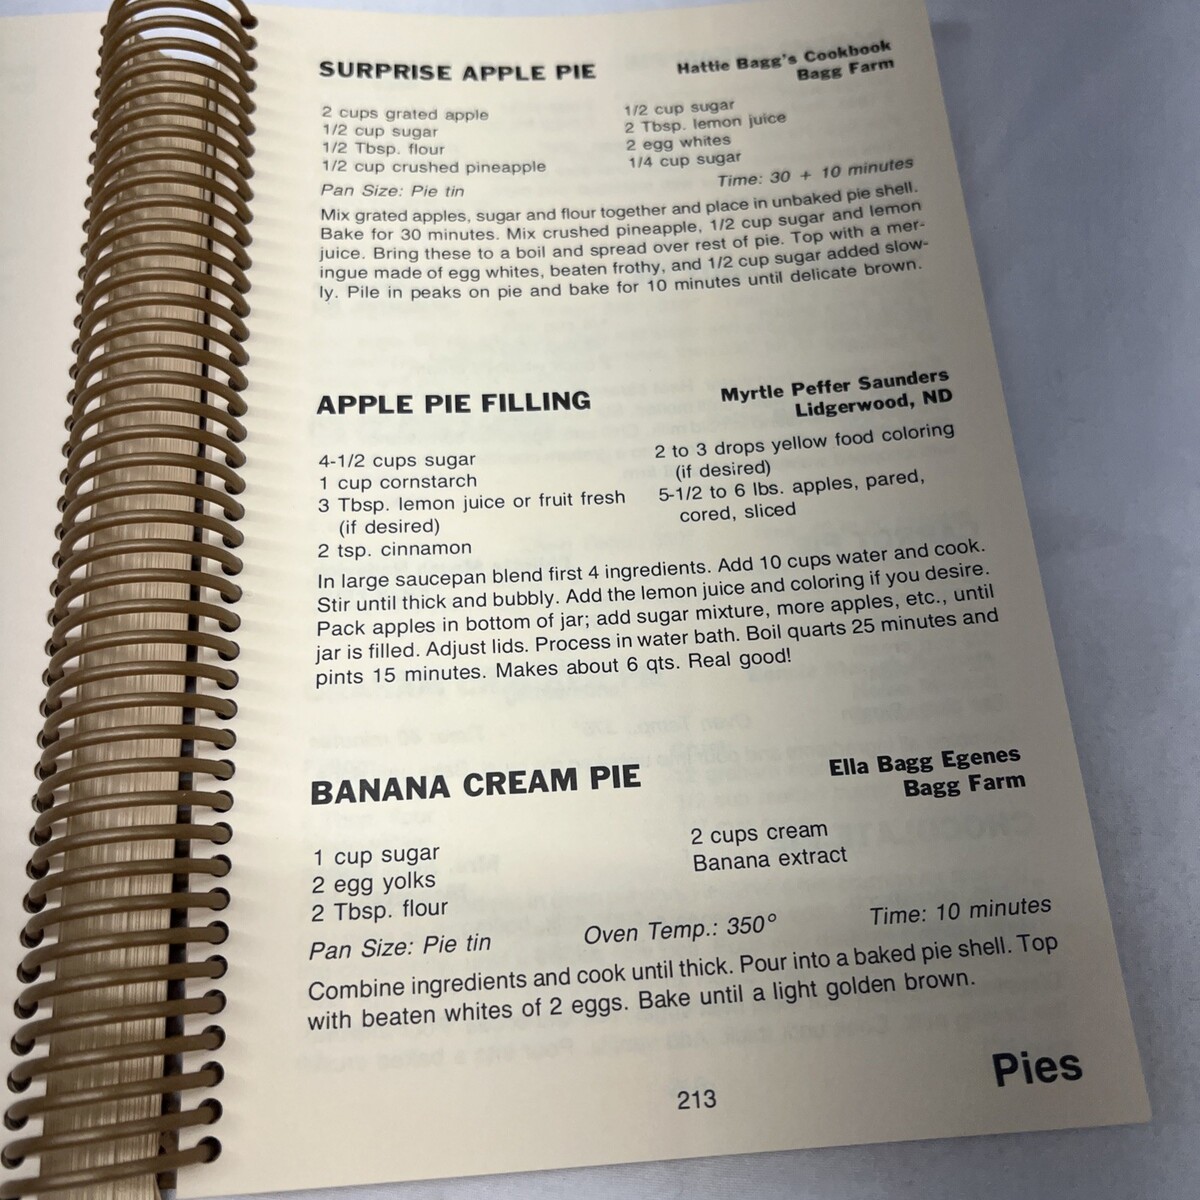 SURPRISE APPLE PIE
Hattie Bagg's Cookbook
Bagg Farm
2 cups grated apple
1/2 cup sugar
1/2 Tbsp. flour
1/2 cup crushed pineapple
1/2 cup sugar
2 Tbsp. lemon juice
2 egg whites
1/4 cup sugar
Pan Size: Pie tin
Time: 30 + 10 minutes
Mix grated apples, sugar and flour together and place in unbaked pie shell.
Bake for 30 minutes. Mix crushed pineapple, 1/2 cup sugar and lemon
juice. Bring these to a boil and spread over rest of pie. Top with a mer-
ingue made of egg whites, beaten frothy, and 1/2 cup sugar added slow-
ly. Pile in peaks on pie and bake for 10 minutes until delicate brown.
APPLE PIE FILLING
Myrtle Peffer Saunders
Lidgerwood, ND
4-1/2 cups sugar
1 cup cornstarch
3 Tbsp. lemon juice or fruit fresh
(if desired)
2 tsp. cinnamon
2 to 3 drops yellow food coloring
(if desired)
5-1/2 to 6 lbs. apples, pared,
cored, sliced
In large saucepan blend first 4 ingredients. Add 10 cups water and cook.
Stir until thick and bubbly. Add the lemon juice and coloring if you desire.
Pack apples in bottom of jar; add sugar mixture, more apples, etc., until
jar is filled. Adjust lids. Process in water bath. Boil quarts 25 minutes and
pints 15 minutes. Makes about 6 qts. Real good!
BANANA CREAM PIE
Ella Bagg Egenes
Bagg Farm
1 cup sugar
2 egg yolks
2 Tbsp. flour
2 cups cream
Banana extract
Pan Size: Pie tin
Oven Temp.: 350°
Time: 10 minutes
Combine ingredients and cook until thick. Pour into a baked pie shell. Top
with beaten whites of 2 eggs. Bake until a light golden brown.
Pies
213